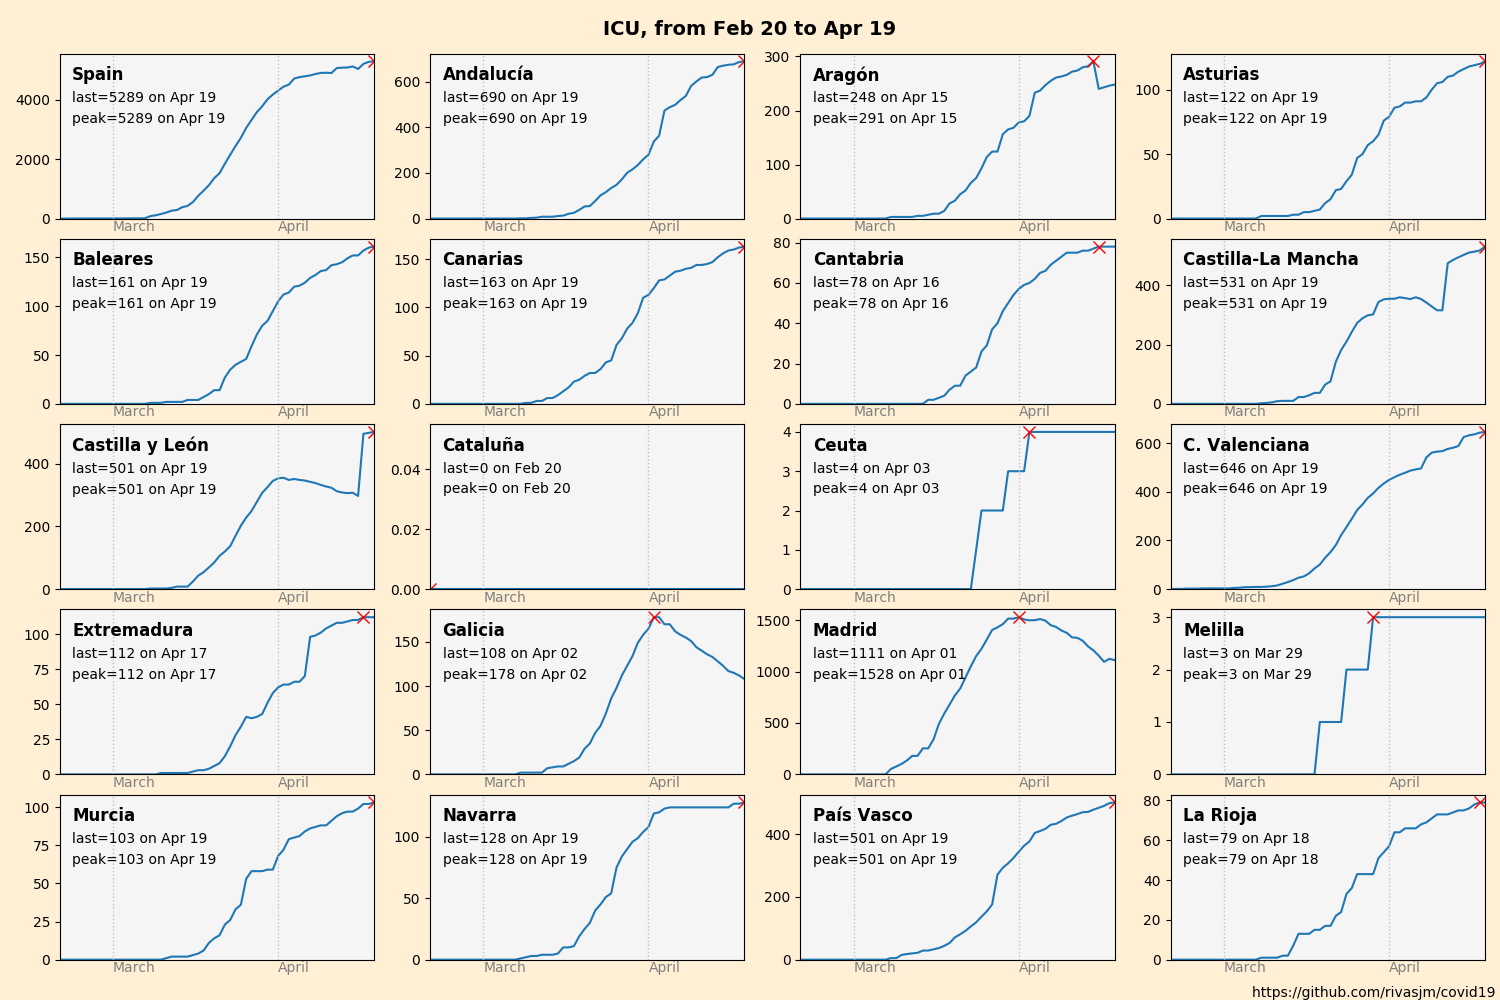 ICU, from Feb 20 to Apr 19
Spain
last=5289 on Apr 19
peak=5289 on Apr 19
4000
2000
0
March
April
Andalucía
last=690 on Apr 19
peak=690 on Apr 19
600
400
200
0
March
April
Aragón
last=248 on Apr 15
peak=291 on Apr 15
300
200
100
0
March
April
Asturias
last=122 on Apr 19
peak=122 on Apr 19
100
50
0
March
April
Baleares
last=161 on Apr 19
peak=161 on Apr 19
150
100
50
0
March
April
Canarias
last=163 on Apr 19
peak=163 on Apr 19
150
100
50
0
March
April
Cantabria
last=78 on Apr 16
peak=78 on Apr 16
80
60
40
20
0
March
April
Castilla-La Mancha
last=531 on Apr 19
peak=531 on Apr 19
400
200
0
March
April
Castilla y León
last=501 on Apr 19
peak=501 on Apr 19
400
200
0
March
April
Cataluña
last=0 on Feb 20
peak=0 on Feb 20
0.04
0.02
0.00
March
April
Ceuta
last=4 on Apr 03
peak=4 on Apr 03
4
3
2
1
0
March
April
C. Valenciana
last=646 on Apr 19
peak=646 on Apr 19
600
400
200
0
March
April
Extremadura
last=112 on Apr 17
peak=112 on Apr 17
100
75
50
25
0
March
April
Galicia
last=108 on Apr 02
peak=178 on Apr 02
150
100
50
0
March
April
Madrid
last=1111 on Apr 01
peak=1528 on Apr 01
1500
1000
500
0
March
April
Melilla
last=3 on Mar 29
peak=3 on Mar 29
3
2
1
0
March
April
Murcia
last=103 on Apr 19
peak=103 on Apr 19
100
75
50
25
0
March
April
Navarra
last=128 on Apr 19
peak=128 on Apr 19
100
50
0
March
April
País Vasco
last=501 on Apr 19
peak=501 on Apr 19
400
200
0
March
April
La Rioja
last=79 on Apr 18
peak=79 on Apr 18
80
60
40
20
0
March
April
https://github.com/rivasjm/covid19